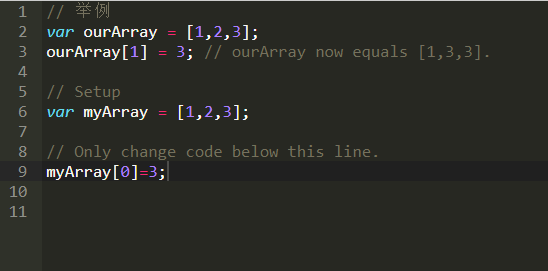 1 // 举例
2 var ourArray = [1,2,3];
3 ourArray[1] = 3; // ourArray now equals [1,3,3].
4
5 // Setup
6 var myArray = [1,2,3];
7
8 // Only change code below this line.
9 myArray[0]=3;
10
11